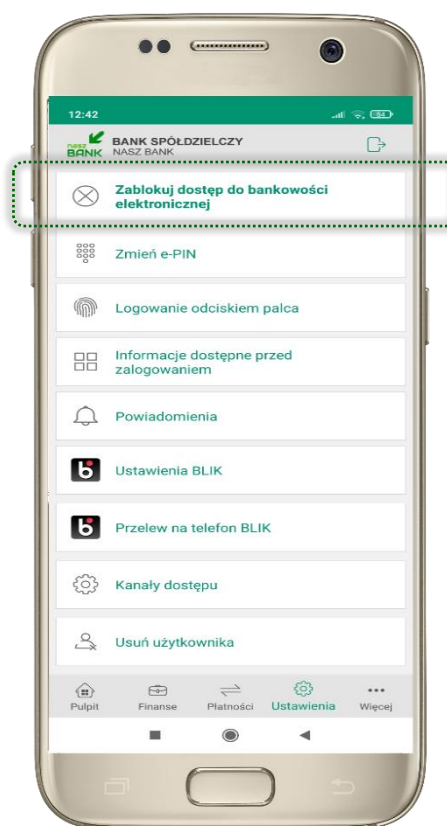 12:42
54
nasz
BANK
BANK SPÓŁDZIELCZY
NASZ BANK
Zablokuj dostęp do bankowości
elektronicznej
Zmień e-PIN
Logowanie odciskiem palca
Informacje dostępne przed
zalogowaniem
Powiadomienia
Ustawienia BLIK
Przelew na telefon BLIK
Kanały dostępu
Usuń użytkownika
Pulpit Finanse Płatności Ustawienia Więcej